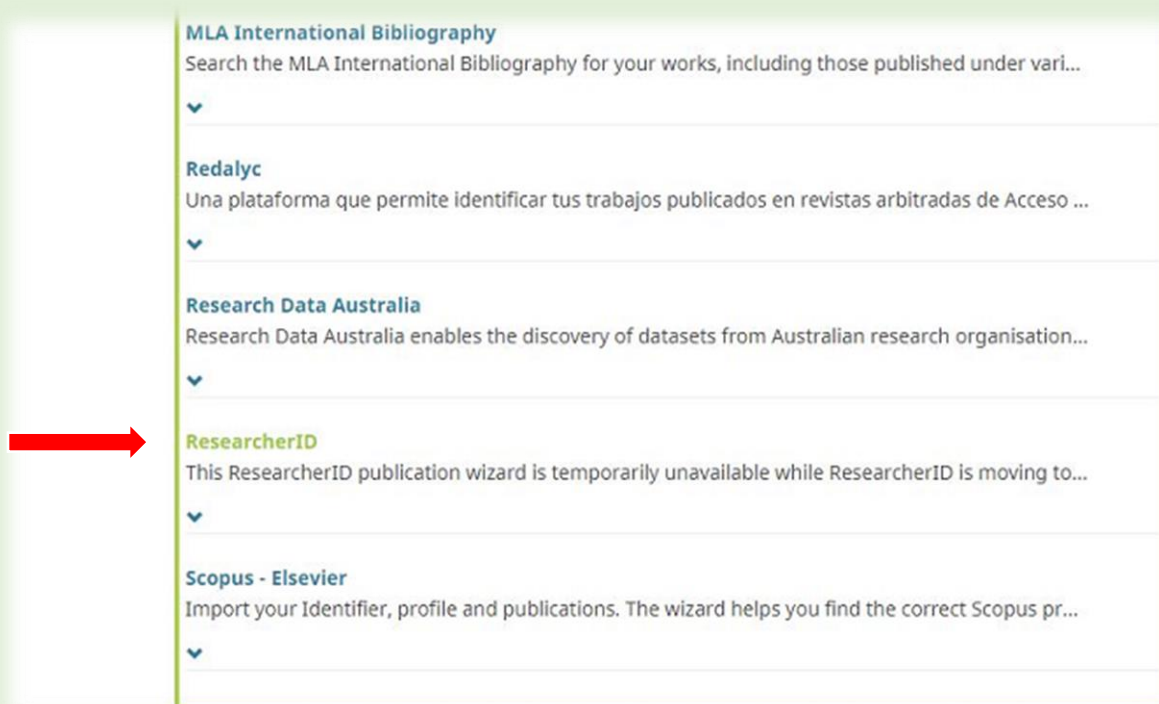 MLA International Bibliography
Search the MLA International Bibliography for your works, including those published under vari...
Redalyc
Una plataforma que permite identificar tus trabajos publicados en revistas arbitradas de Acceso ...
Research Data Australia
Research Data Australia enables the discovery of datasets from Australian research organisation...
ResearcherID
This ResearcherID publication wizard is temporarily unavailable while ResearcherID is moving to...
Scopus - Elsevier
Import your Identifier, profile and publications. The wizard helps you find the correct Scopus pr...